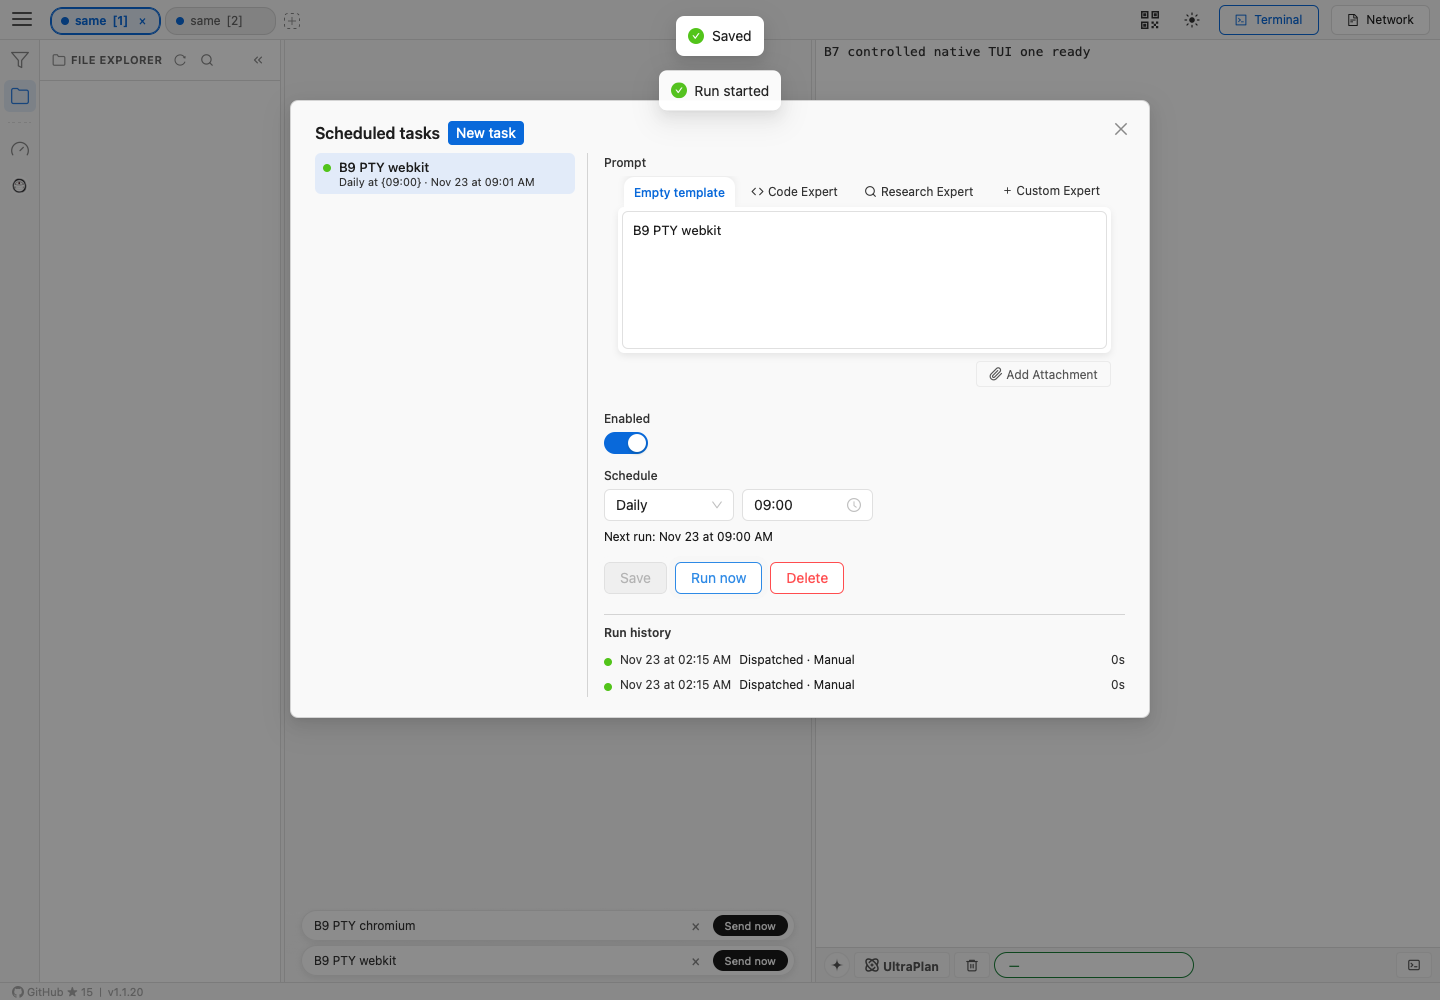 same [1] ×
same [2]
Saved
Terminal
Network
FILE EXPLORER
B7 controlled native TUI one ready
Run started
Scheduled tasks
New task
B9 PTY webkit
Daily at {09:00} · Nov 23 at 09:01 AM
Prompt
Empty template
Code Expert
Research Expert
+ Custom Expert
B9 PTY webkit
Add Attachment
Enabled
Schedule
Daily
09:00
Next run: Nov 23 at 09:00 AM
Save
Run now
Delete
Run history
Nov 23 at 02:15 AM Dispatched · Manual 0s
Nov 23 at 02:15 AM Dispatched · Manual 0s
B9 PTY chromium × Send now
B9 PTY webkit × Send now
UltraPlan
GitHub ★ 15 | v1.1.20